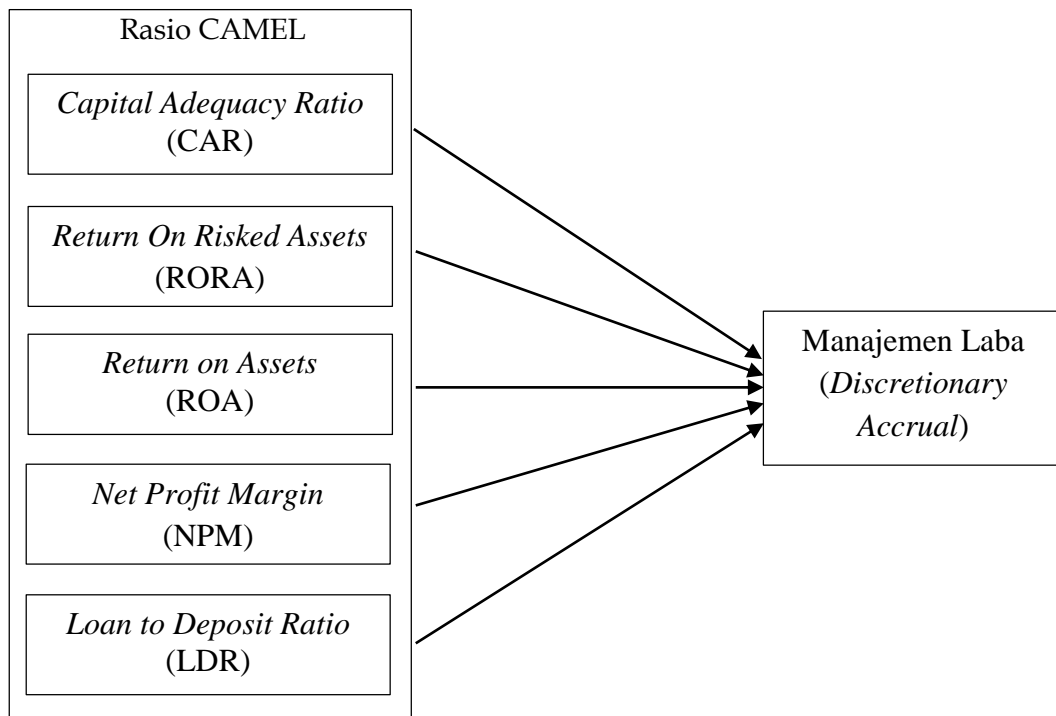 Rasio CAMEL
Capital Adequacy Ratio
(CAR)
Return On Risked Assets
(RORA)
Return on Assets
(ROA)
Net Profit Margin
(NPM)
Loan to Deposit Ratio
(LDR)
Manajemen Laba
(Discretionary
Accrual)